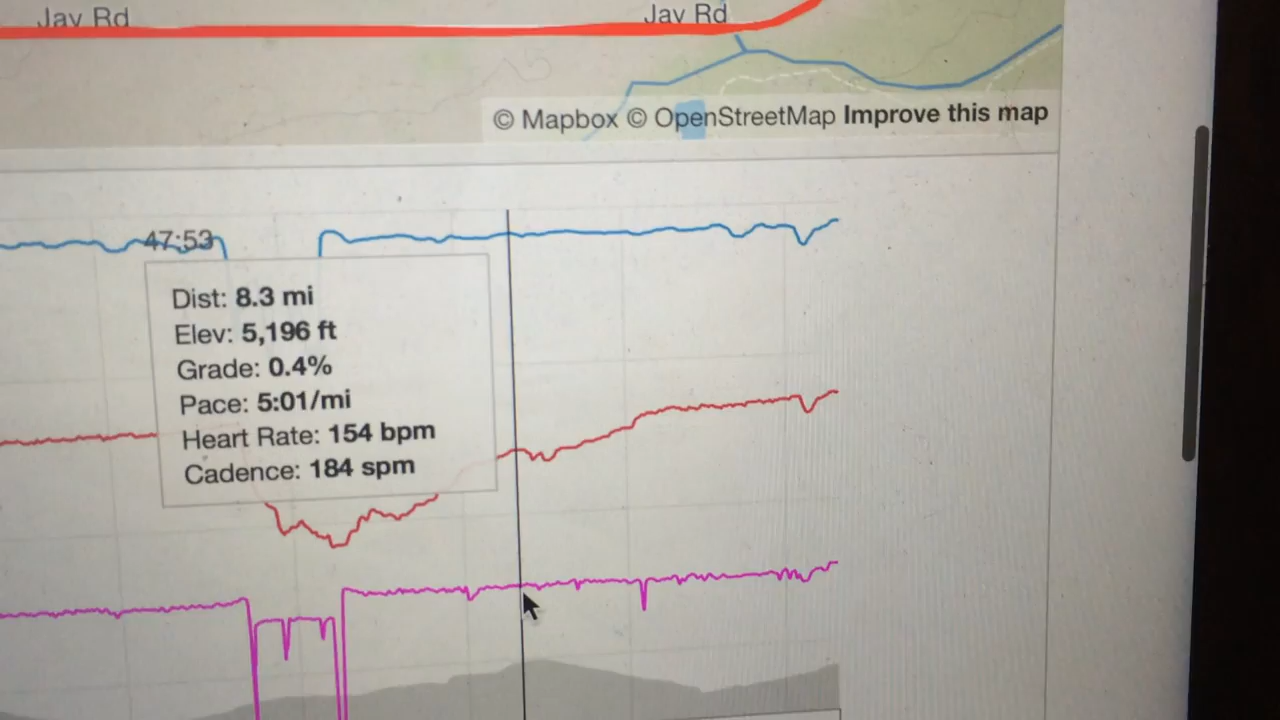 Jay Rd
Jay Rd
© Mapbox © OpenStreetMap Improve this map
47:53
Dist: 8.3 mi
Elev: 5,196 ft
Grade: 0.4%
Pace: 5:01/mi
Heart Rate: 154 bpm
Cadence: 184 spm